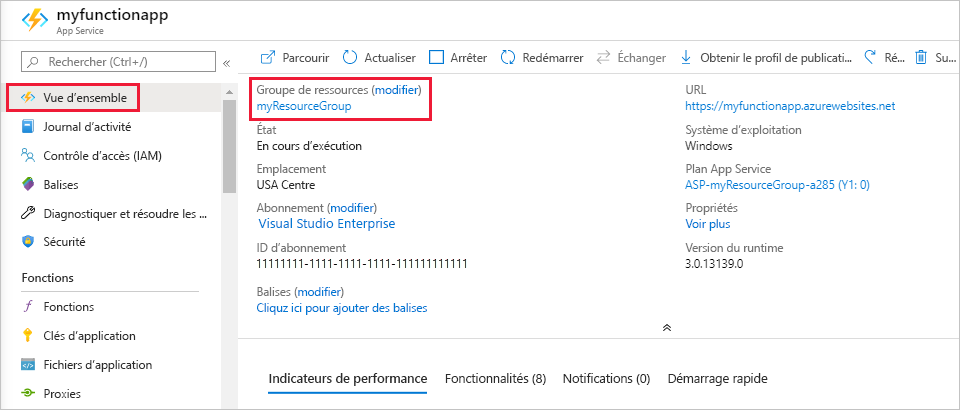 myfunctionapp
App Service
Rechercher (Ctrl+/)
Vue d'ensemble
Journal d'activité
Contrôle d'accès (IAM)
Balises
Diagnostiquer et résoudre les ...
Sécurité
Fonctions
Fonctions
Clés d'application
Fichiers d'application
Proxies
Parcourir Actualiser Arrêter Redémarrer Échanger Obtenir le profil de publicatio... Ré... Su...
Groupe de ressources (modifier)
myResourceGroup
État
En cours d'exécution
Emplacement
USA Centre
Abonnement (modifier)
Visual Studio Enterprise
ID d'abonnement
11111111-1111-1111-1111-111111111111
Balises (modifier)
Cliquz ici pour ajouter des balises
URL
https://myfunctionapp.azurewebsites.net
Système d'exploitation
Windows
Plan App Service
ASP-myResourceGroup-a285 (Y1: 0)
Propriétés
Voir plus
Version du runtime
3.0.13139.0
Indicateurs de performance Fonctionnalités (8) Notifications (0) Démarrage rapide